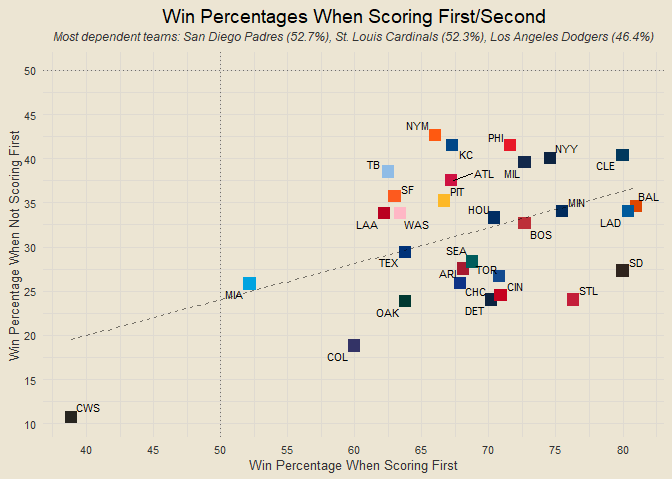 Win Percentages When Scoring First/Second
Most dependent teams: San Diego Padres (52.7%), St. Louis Cardinals (52.3%), Los Angeles Dodgers (46.4%)
Win Percentage When Not Scoring First
50
45
40
35
30
25
20
15
10
NYM
KC
PHI
NYY
MIL
CLE
TB
ATL
SF
PIT
LAA
WAS
HOU
MIN
BAL
LAD
BOS
TEX
SEA
ARI
TOR
SD
MIA
CHC
CIN
STL
OAK
DET
COL
CWS
40
45
50
55
60
65
70
75
80
Win Percentage When Scoring First